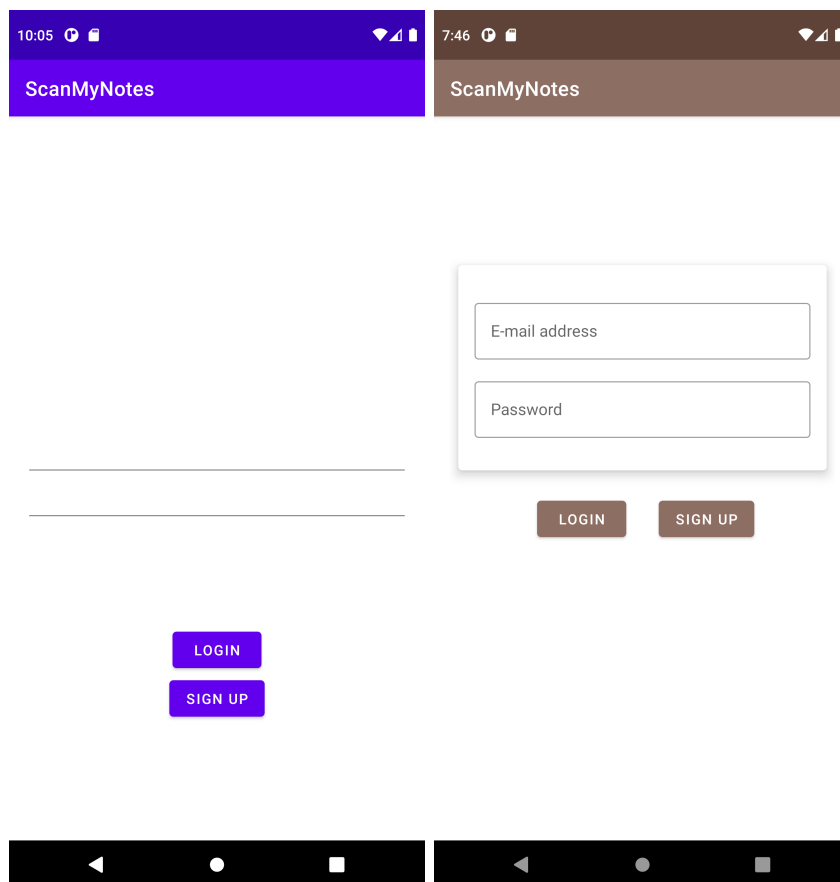 10:05
ScanMyNotes
LOGIN
SIGN UP
7:46
ScanMyNotes
E-mail address
Password
LOGIN
SIGN UP